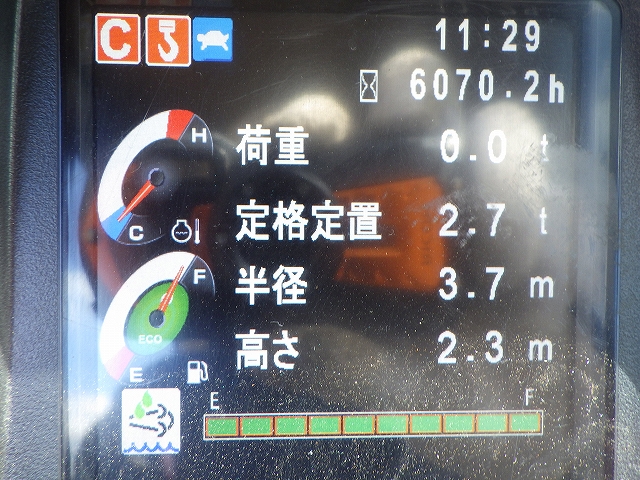 C
11:29
6070.2h
H
C
荷重 0.0 t
定格定置 2.7 t
半径 3.7 m
高さ 2.3 m
F
ECO
E
E F